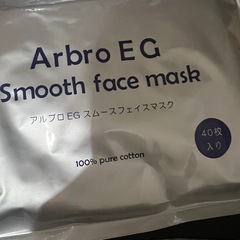 Arbro EG
Smooth face mask
アルブロ EG スムースフェイスマスク
40枚
入り
100% pure cotton